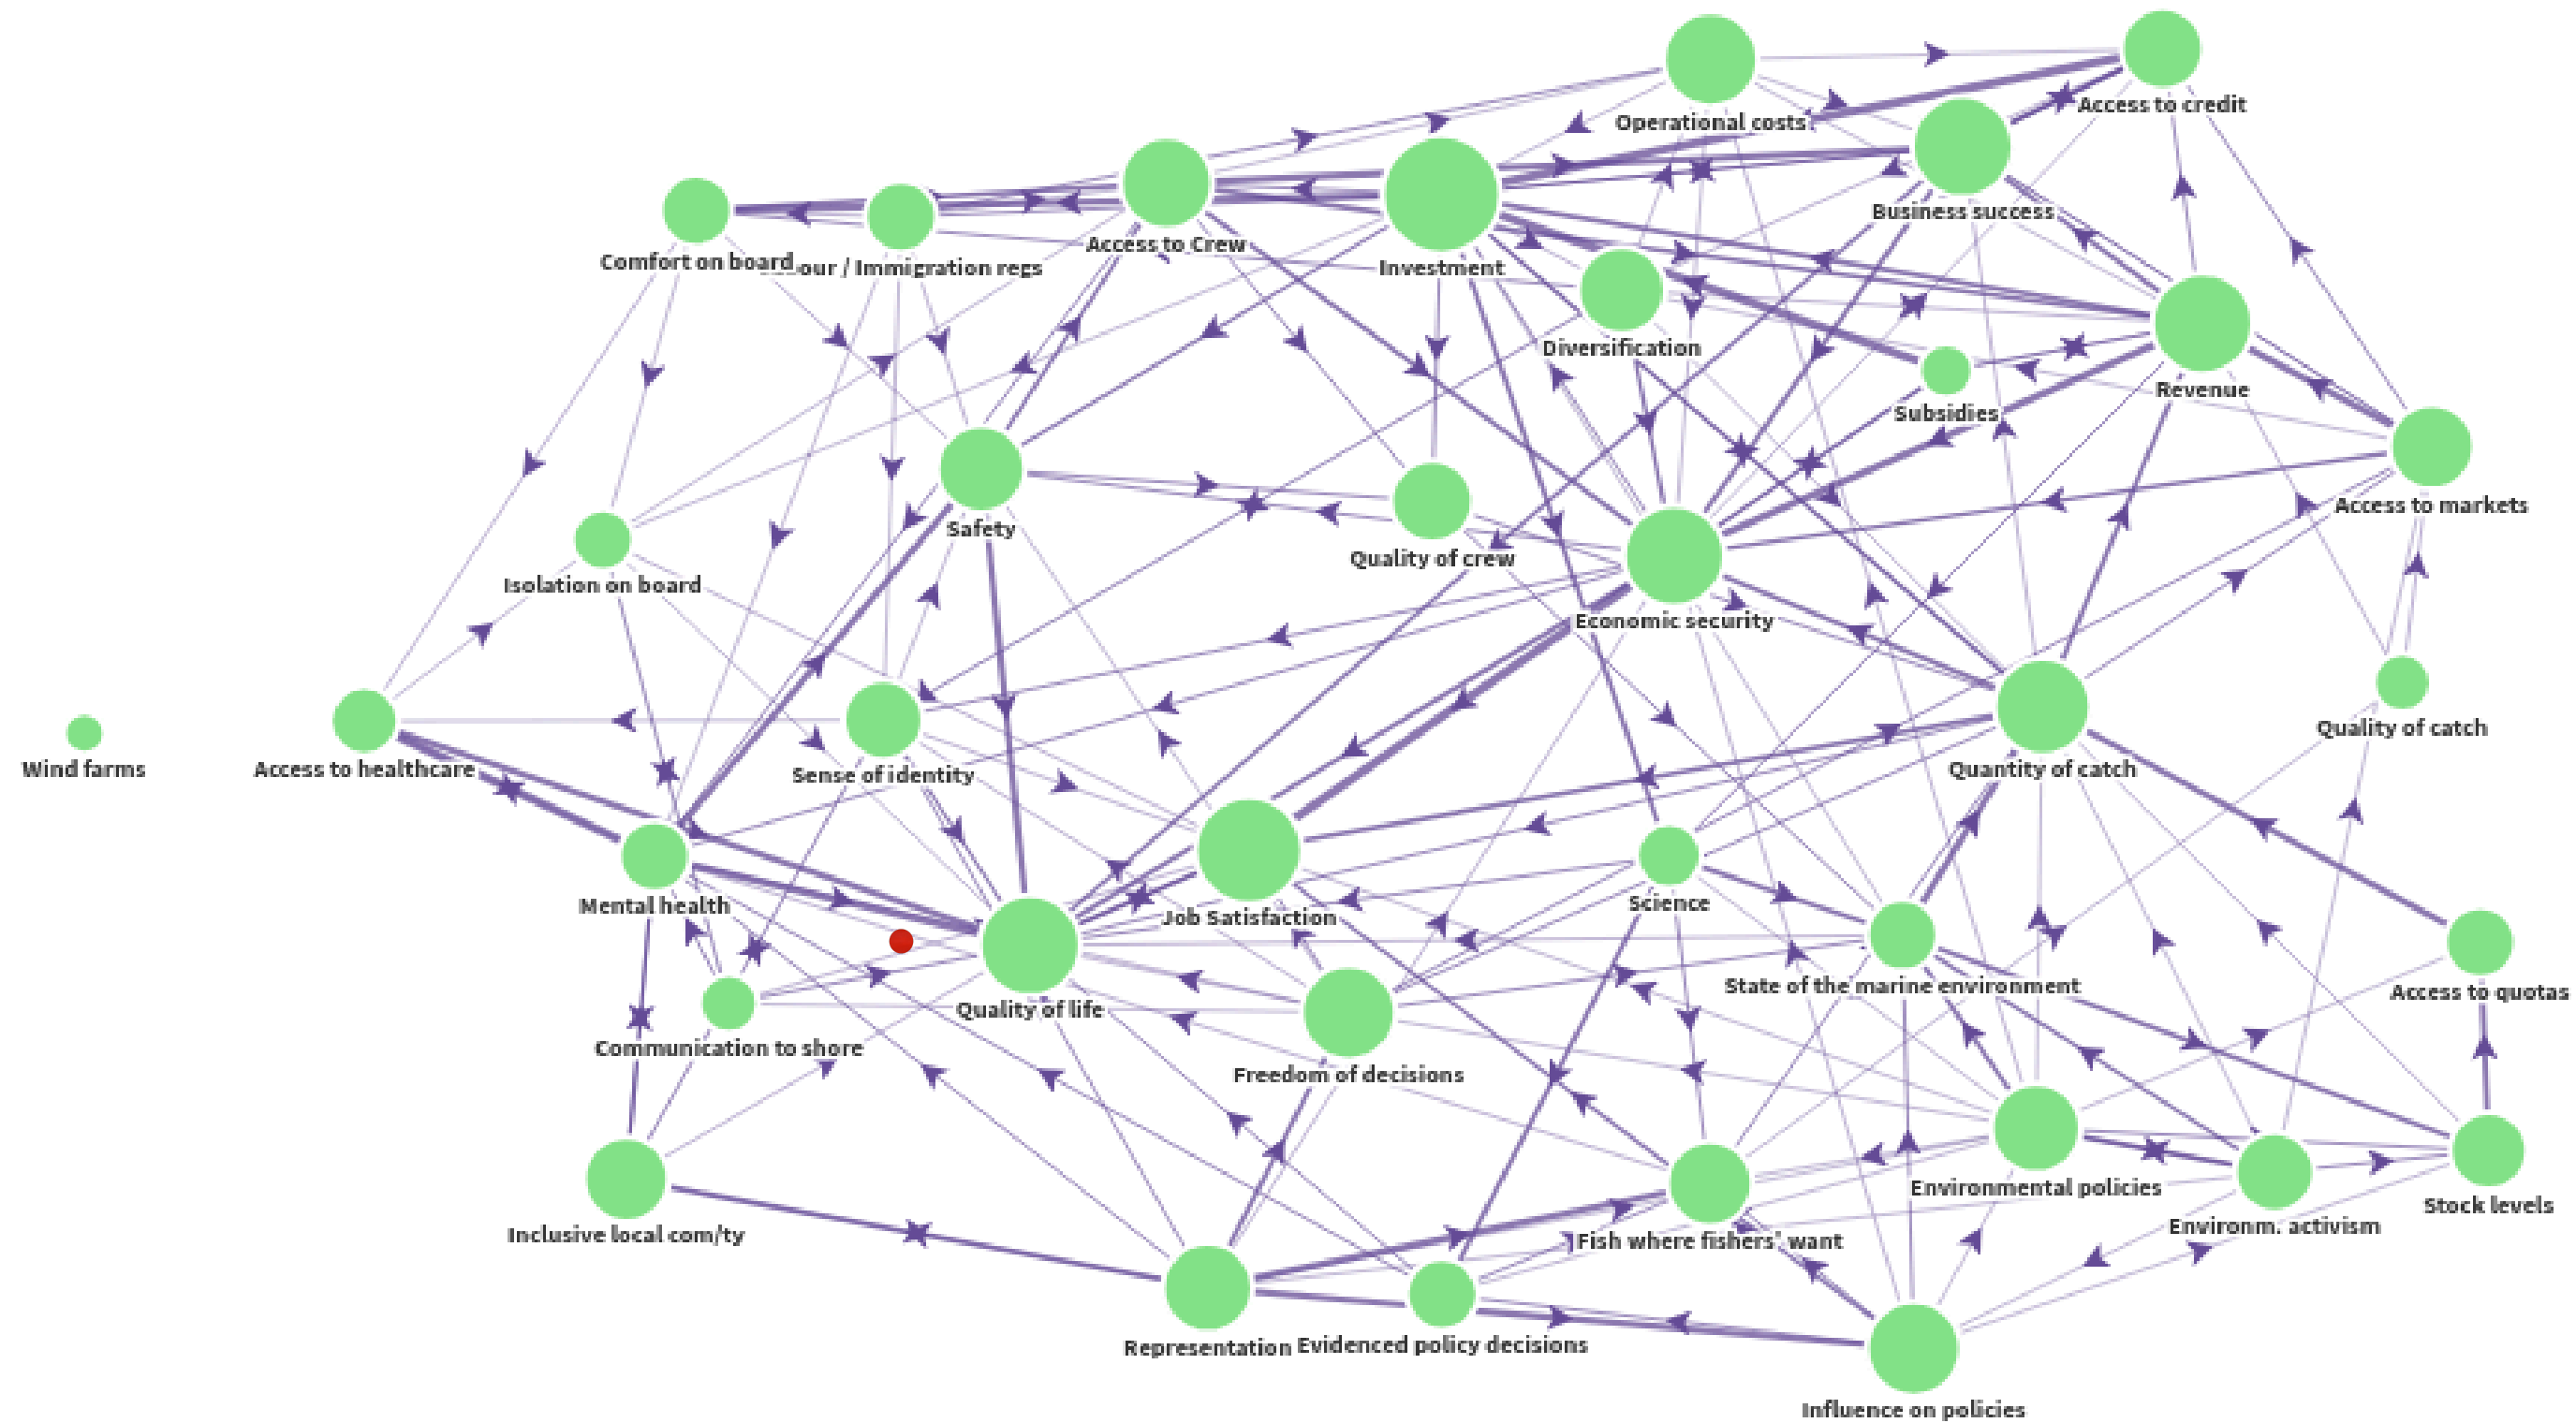 Operational costs
Access to credit
Business success
Comfort on board
our / Immigration regs
Access to Crew
Investment
Diversification
Revenue
Subsidies
Access to markets
Safety
Quality of crew
Isolation on board
Economic security
Wind farms
Access to healthcare
Sense of identity
Quantity of catch
Quality of catch
Mental health
Job Satisfaction
Science
Quality of life
State of the marine environment
Access to quotas
Communication to shore
Freedom of decisions
Environmental policies
Inclusive local com/ty
Fish where fishers' want
Environm. activism
Stock levels
Representation
Evidenced policy decisions
Influence on policies